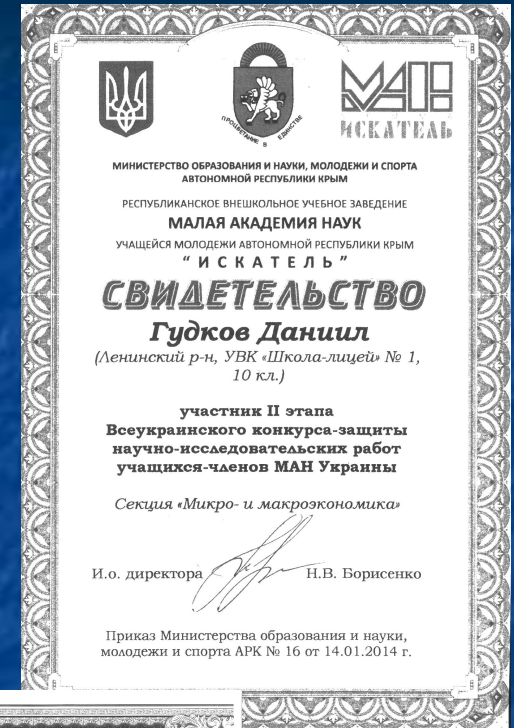 ПРОЦВЕТАНИЕ В ЕДИНСТВЕ
МАН
ИСКАТЕЛЬ
МИНИСТЕРСТВО ОБРАЗОВАНИЯ И НАУКИ, МОЛОДЕЖИ И СПОРТА
АВТОНОМНОЙ РЕСПУБЛИКИ КРЫМ
РЕСПУБЛИКАНСКОЕ ВНЕШКОЛЬНОЕ УЧЕБНОЕ ЗАВЕДЕНИЕ
МАЛАЯ АКАДЕМИЯ НАУК
УЧАЩЕЙСЯ МОЛОДЕЖИ АВТОНОМНОЙ РЕСПУБЛИКИ КРЫМ
"ИСКАТЕЛЬ"
СВИДЕТЕЛЬСТВО
Гудков Даниил
(Ленинский р-н, УВК «Школа-лицей» № 1,
10 кл.)
участник II этапа
Всеукраинского конкурса-защиты
научно-исследовательских работ
учащихся-членов МАН Украины
Секция «Микро- и макроэкономика»
И.о. директора Н.В. Борисенко
Приказ Министерства образования и науки,
молодежи и спорта АРК № 16 от 14.01.2014 г.